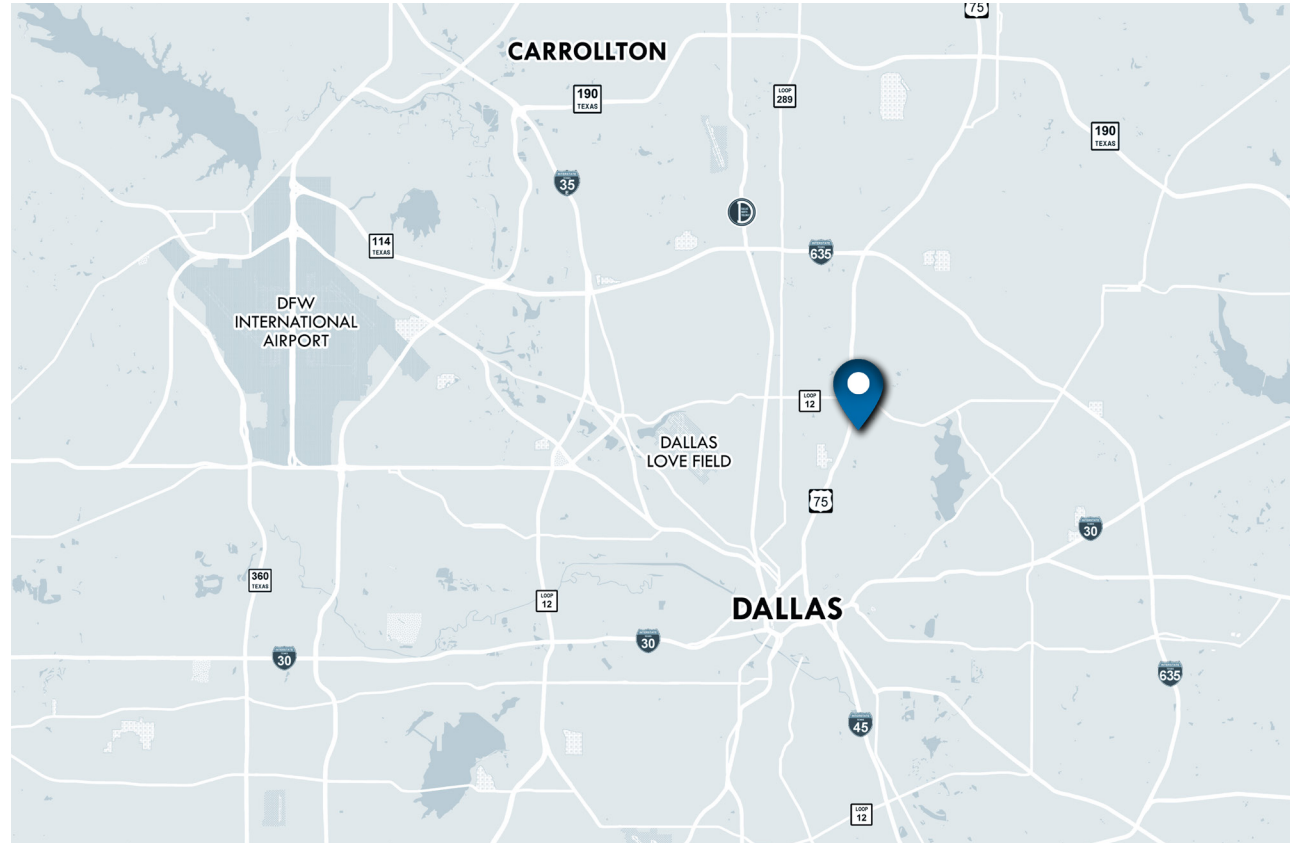 75
CARROLLTON
190
TEXAS
LOOP
289
190
TEXAS
35
D
114
TEXAS
635
DFW
INTERNATIONAL
AIRPORT
LOOP
12
DALLAS
LOVE FIELD
75
30
360
TEXAS
LOOP
12
DALLAS
30
30
635
45
LOOP
12